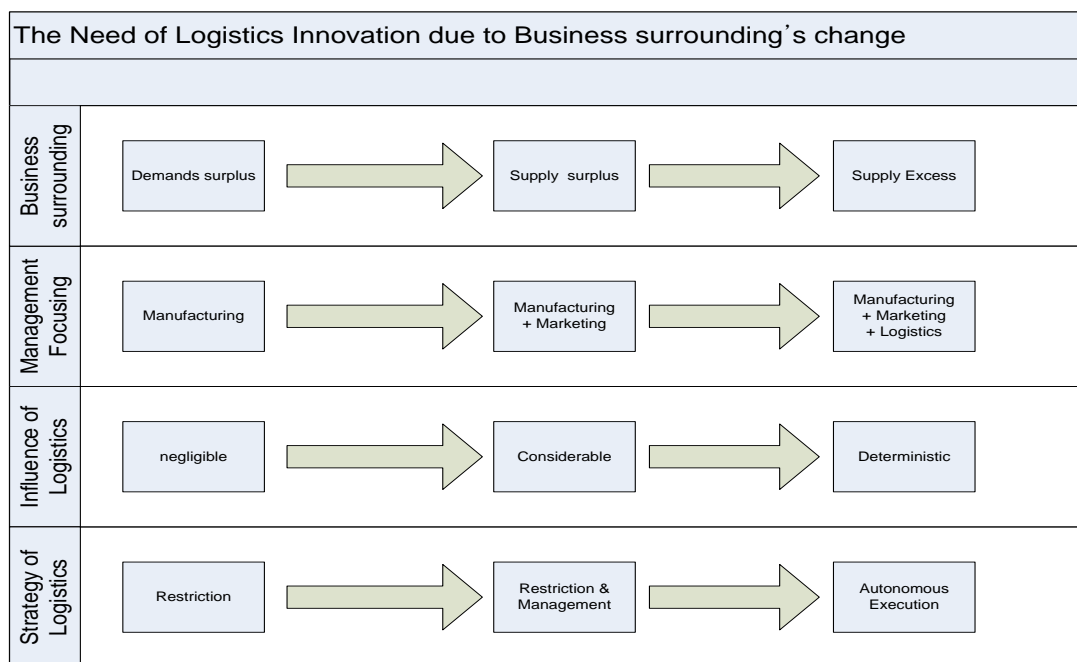 The Need of Logistics Innovation due to Business surrounding’s change
Business
surrounding
Demands surplus
Supply surplus
Supply Excess
Management
Focusing
Manufacturing
Manufacturing
+ Marketing
Manufacturing
+ Marketing
+ Logistics
Influence of
Logistics
negligible
Considerable
Deterministic
Strategy of
Logistics
Restriction
Restriction &
Management
Autonomous
Execution